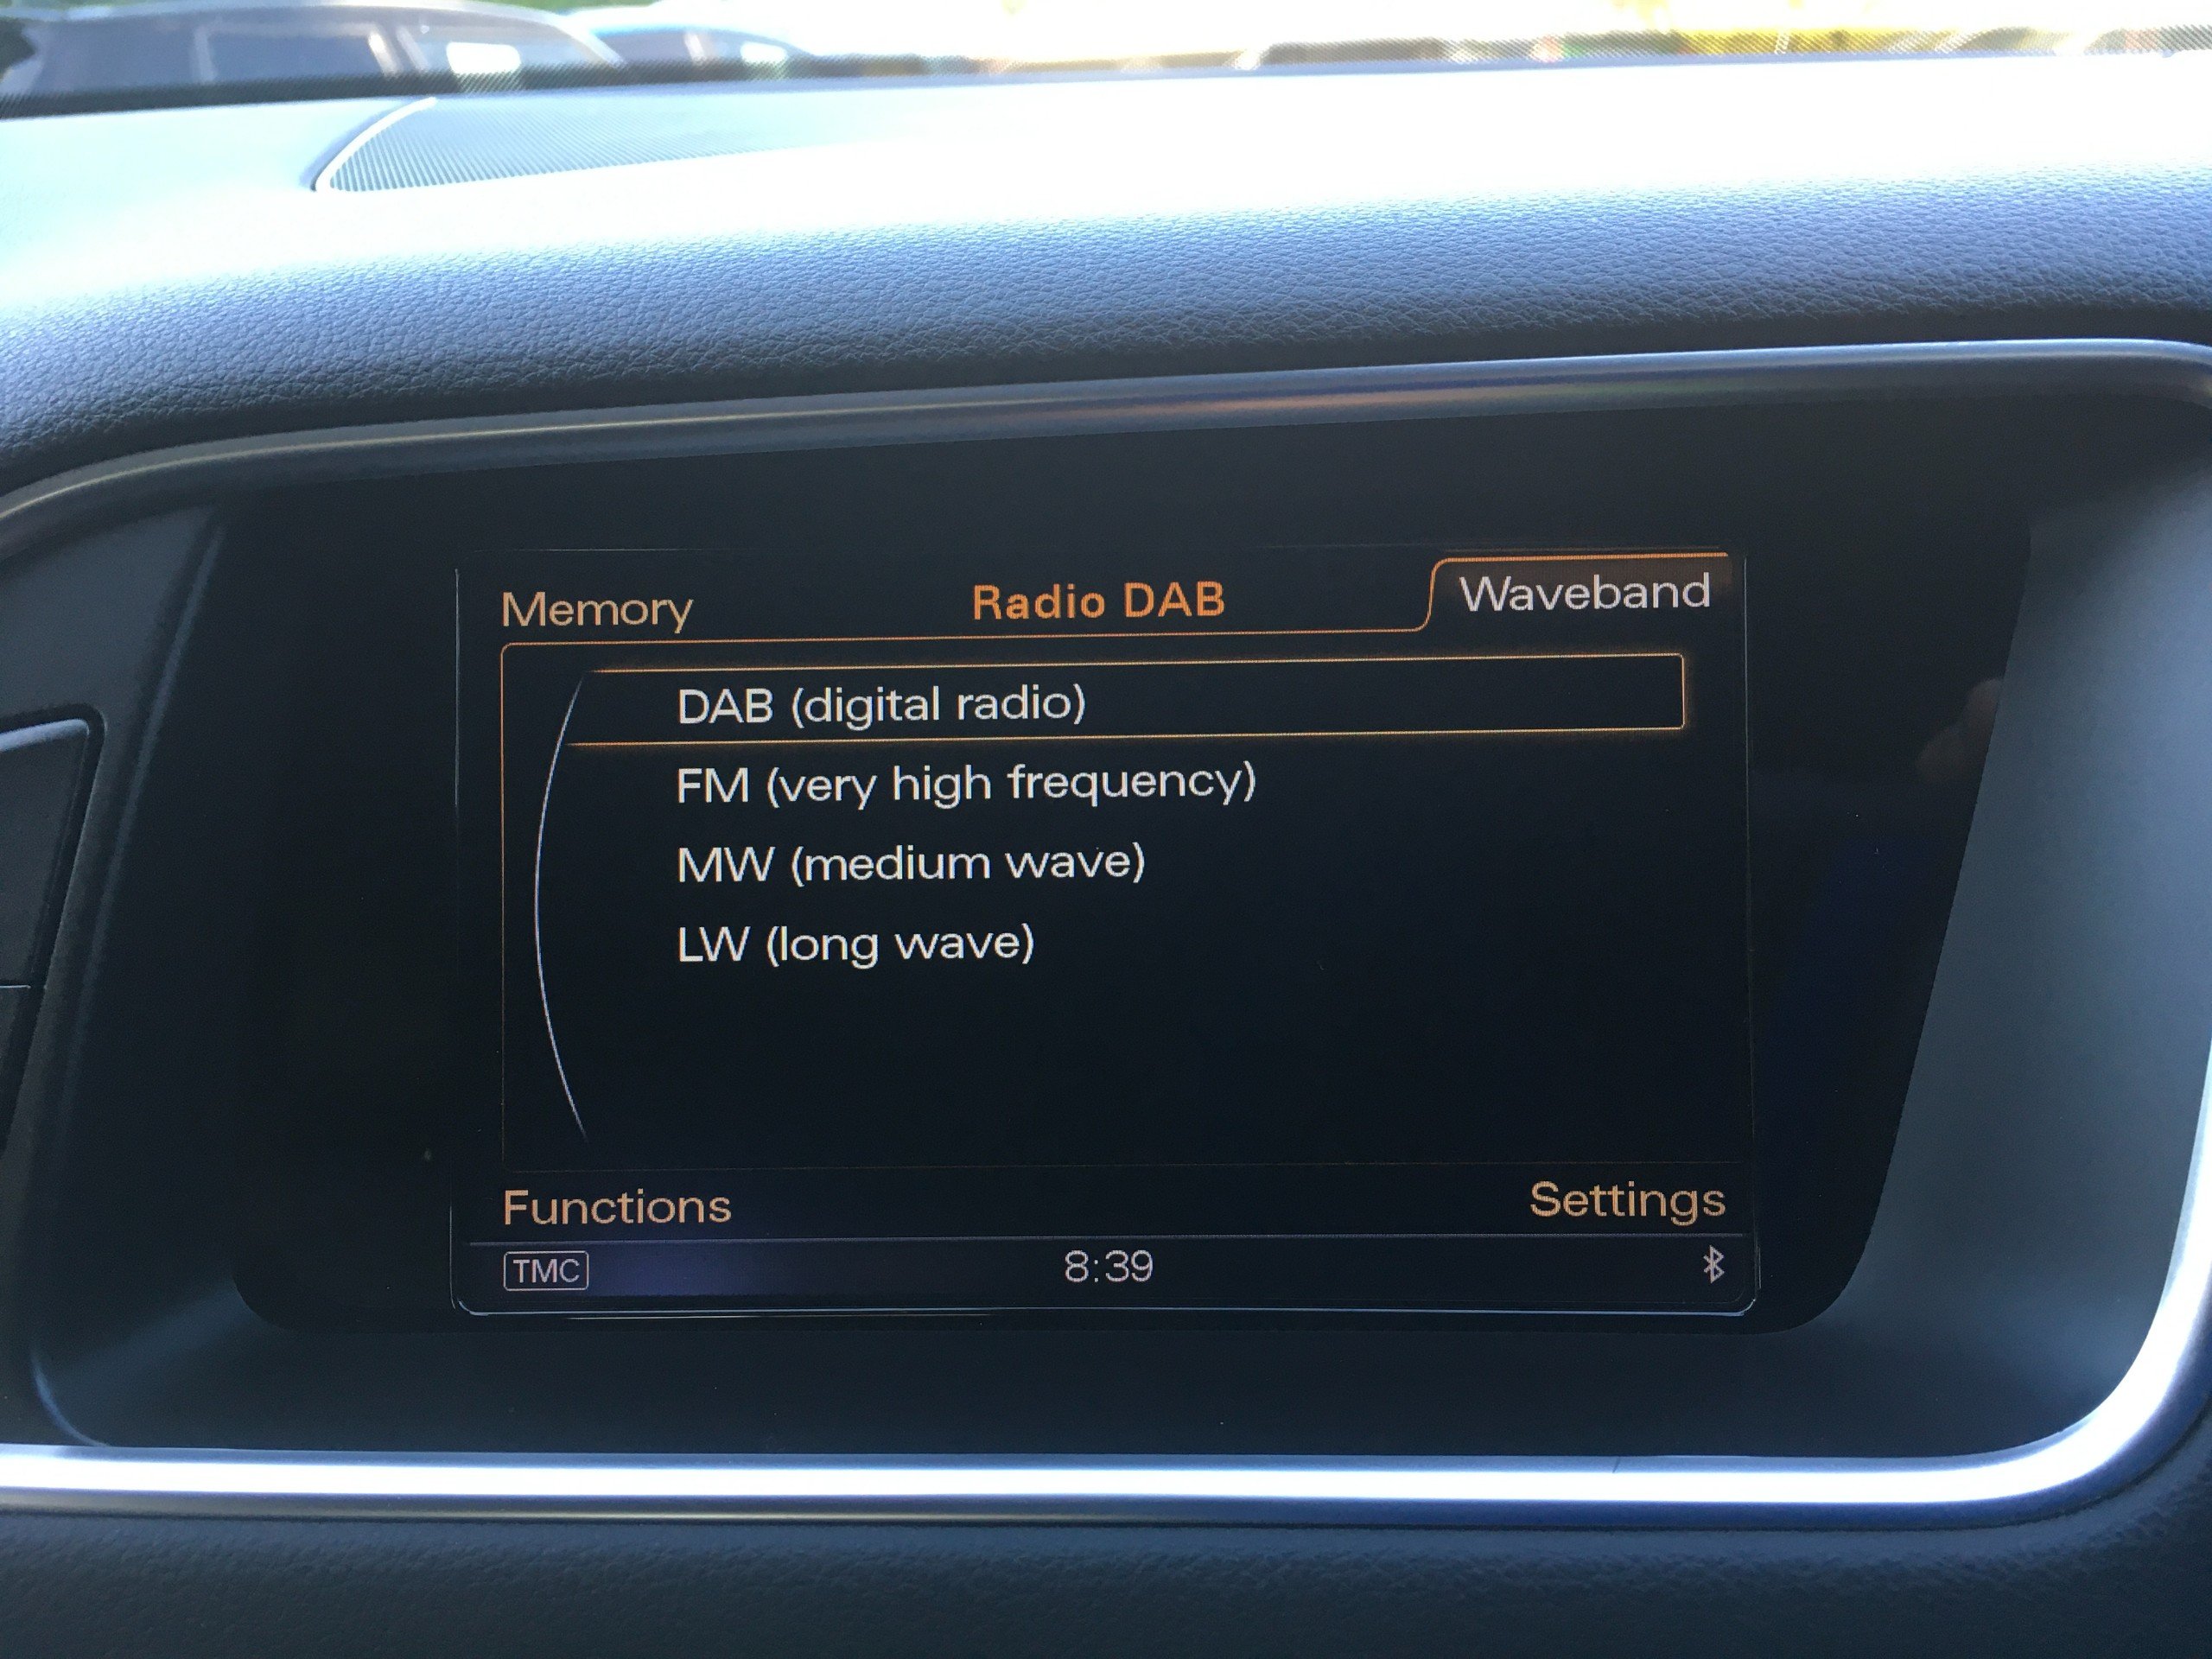 Memory Radio DAB Waveband
DAB (digital radio)
FM (very high frequency)
MW (medium wave)
LW (long wave)
Functions Settings
TMC 8:39